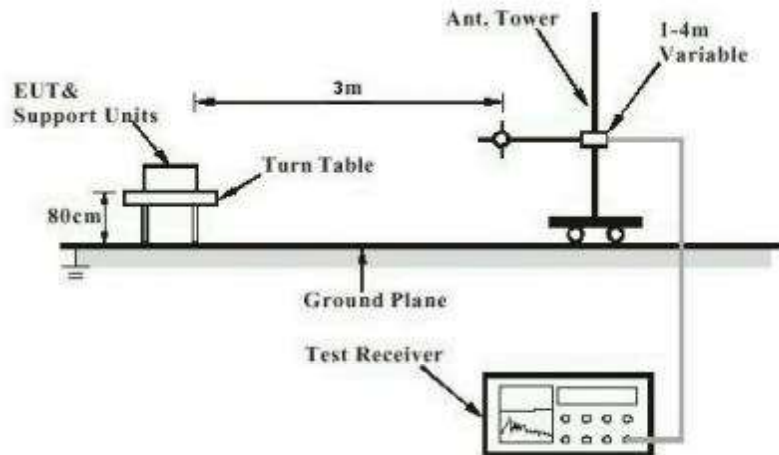 Ant. Tower
1-4m
Variable
3m
EUT&
Support Units
Turn Table
80cm
Ground Plane
Test Receiver